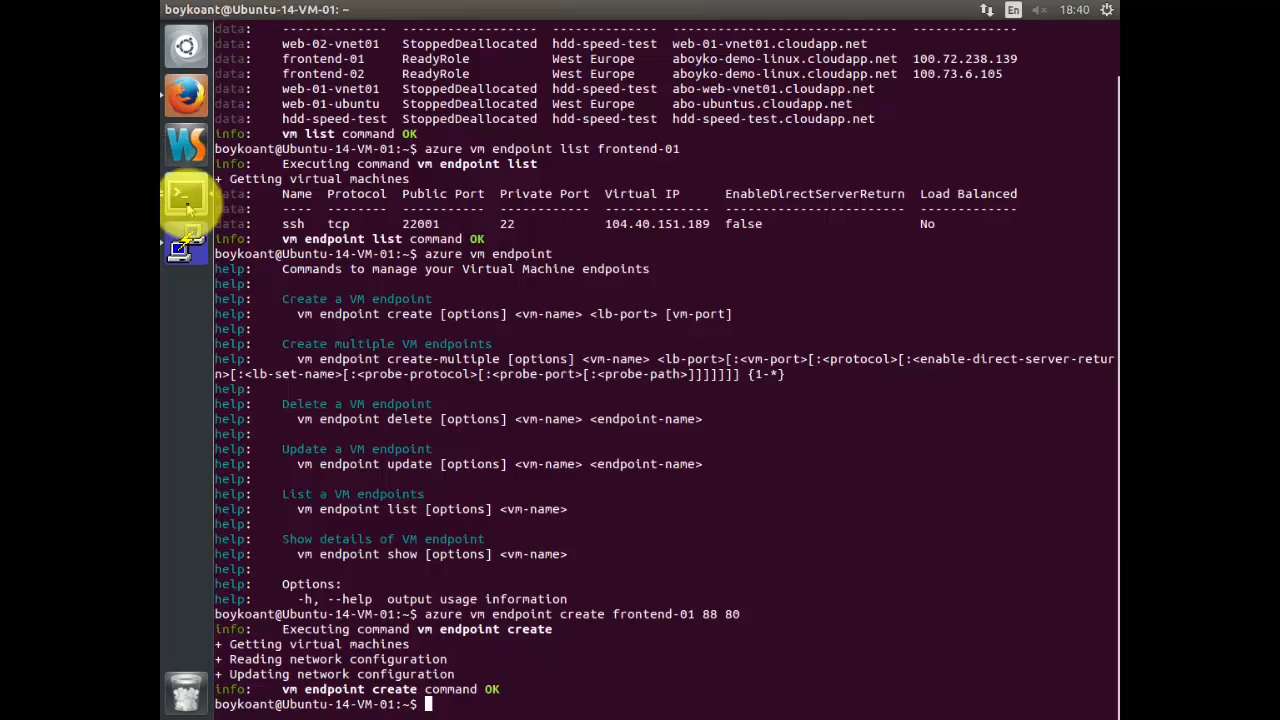 boykoant@Ubuntu-14-VM-01: ~ En 18:40
data: --------------- ----------------- -------------- ------------------------------ --------------
data: web-02-vnet01 StoppedDeallocated hdd-speed-test web-01-vnet01.cloudapp.net
data: frontend-01 ReadyRole West Europe aboyko-demo-linux.cloudapp.net 100.72.238.139
data: frontend-02 ReadyRole West Europe aboyko-demo-linux.cloudapp.net 100.73.6.105
data: web-01-vnet01 StoppedDeallocated hdd-speed-test abo-web-vnet01.cloudapp.net
data: web-01-ubuntu StoppedDeallocated West Europe abo-ubuntus.cloudapp.net
data: hdd-speed-test StoppedDeallocated hdd-speed-test hdd-speed-test.cloudapp.net
info: vm list command OK
boykoant@Ubuntu-14-VM-01:~$ azure vm endpoint list frontend-01
info: Executing command vm endpoint list
+ Getting virtual machines
data: Name Protocol Public Port Private Port Virtual IP EnableDirectServerReturn Load Balanced
data: ---- -------- ----------- ------------ -------------- ------------------------ -------------
data: ssh tcp 22001 22 104.40.151.189 false No
info: vm endpoint list command OK
boykoant@Ubuntu-14-VM-01:~$ azure vm endpoint
help: Commands to manage your Virtual Machine endpoints
help:
help: Create a VM endpoint
help: vm endpoint create [options] <vm-name> <lb-port> [vm-port]
help:
help: Create multiple VM endpoints
help: vm endpoint create-multiple [options] <vm-name> <lb-port>[:<vm-port>[:<protocol>[:<enable-direct-server-retur
n>[:<lb-set-name>[:<probe-protocol>[:<probe-port>[:<probe-path>]]]]]]] {1-*}
help:
help: Delete a VM endpoint
help: vm endpoint delete [options] <vm-name> <endpoint-name>
help:
help: Update a VM endpoint
help: vm endpoint update [options] <vm-name> <endpoint-name>
help:
help: List a VM endpoints
help: vm endpoint list [options] <vm-name>
help:
help: Show details of VM endpoint
help: vm endpoint show [options] <vm-name>
help:
help: Options:
help: -h, --help output usage information
boykoant@Ubuntu-14-VM-01:~$ azure vm endpoint create frontend-01 88 80
info: Executing command vm endpoint create
+ Getting virtual machines
+ Reading network configuration
+ Updating network configuration
info: vm endpoint create command OK
boykoant@Ubuntu-14-VM-01:~$